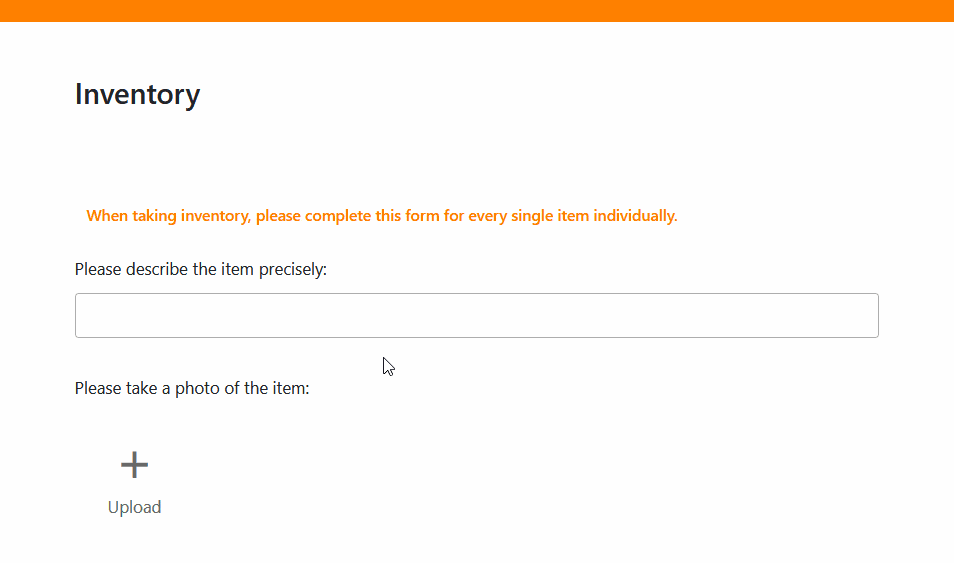 Inventory
When taking inventory, please complete this form for every single item individually.
Please describe the item precisely:
Please take a photo of the item:
Upload